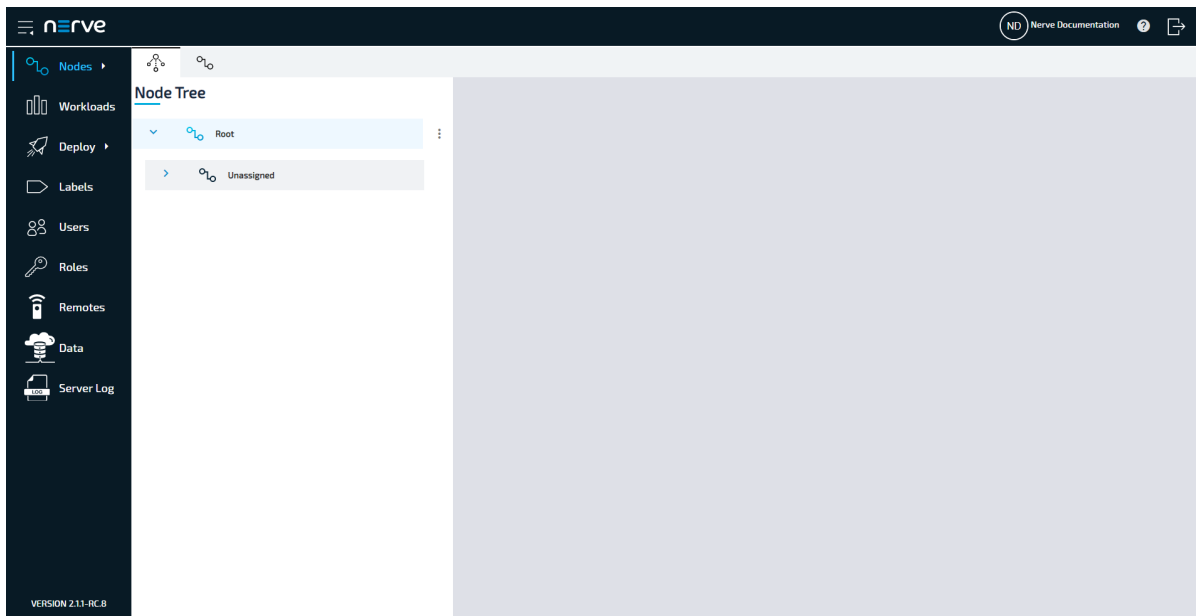 nerve
ND Nerve Documentation
Nodes
Workloads
Deploy
Labels
Users
Roles
Remotes
Data
LOG Server Log
VERSION 2.1.1-RC.8
Node Tree
Root
Unassigned